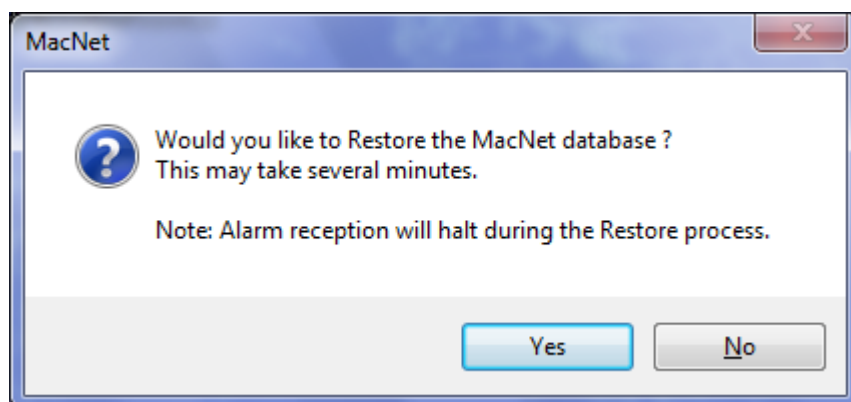 MacNet
Would you like to Restore the MacNet database ?
This may take several minutes.
Note: Alarm reception will halt during the Restore process.
Yes
No